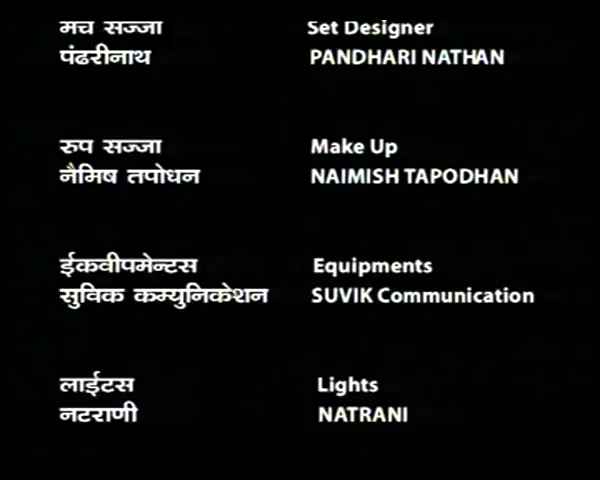 मंच सज्जा Set Designer
पंढरीनाथ PANDHARI NATHAN
रुप सज्जा Make Up
नैमिष तपोधन NAIMISH TAPODHAN
ईकवीपमेन्टस Equipments
सुविक कम्युनिकेशन SUVIK Communication
लाईटस Lights
नटराणी NATRANI